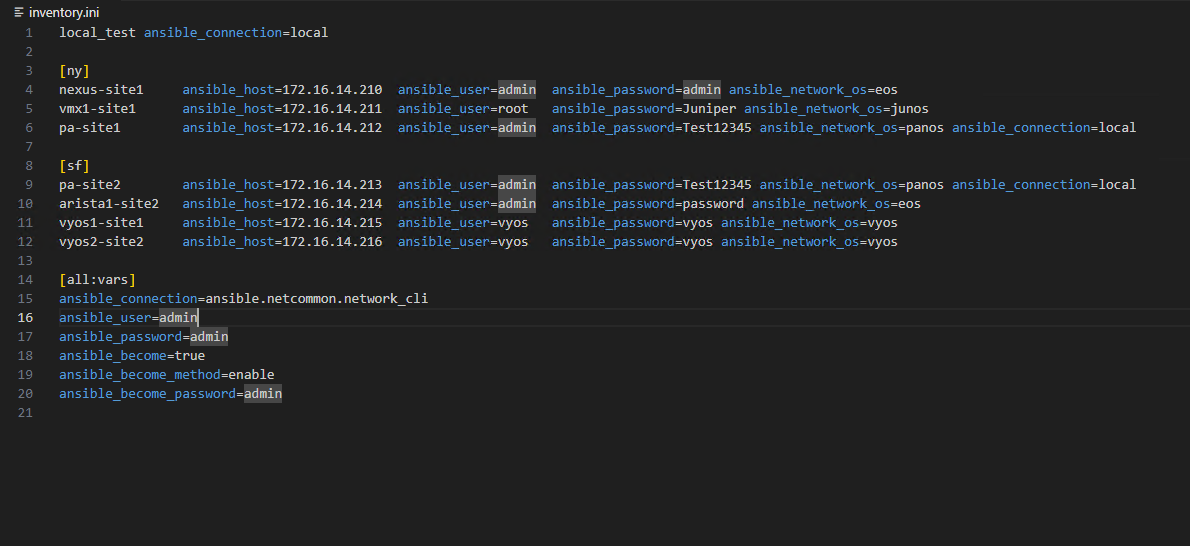 inventory.ini
1 local_test ansible_connection=local
2
3 [ny]
4 nexus-site1     ansible_host=172.16.14.210  ansible_user=admin  ansible_password=admin ansible_network_os=eos
5 vmx1-site1      ansible_host=172.16.14.211  ansible_user=root   ansible_password=Juniper ansible_network_os=junos
6 pa-site1        ansible_host=172.16.14.212  ansible_user=admin  ansible_password=Test12345 ansible_network_os=panos ansible_connection=local
7
8 [sf]
9 pa-site2        ansible_host=172.16.14.213  ansible_user=admin  ansible_password=Test12345 ansible_network_os=panos ansible_connection=local
10 arista1-site2   ansible_host=172.16.14.214  ansible_user=admin  ansible_password=password ansible_network_os=eos
11 vyos1-site1     ansible_host=172.16.14.215  ansible_user=vyos   ansible_password=vyos ansible_network_os=vyos
12 vyos2-site2     ansible_host=172.16.14.216  ansible_user=vyos   ansible_password=vyos ansible_network_os=vyos
13
14 [all:vars]
15 ansible_connection=ansible.netcommon.network_cli
16 ansible_user=admin
17 ansible_password=admin
18 ansible_become=true
19 ansible_become_method=enable
20 ansible_become_password=admin
21